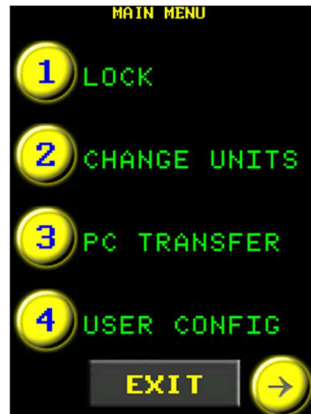 MAIN MENU
1 LOCK
2 CHANGE UNITS
3 PC TRANSFER
4 USER CONFIG
EXIT →